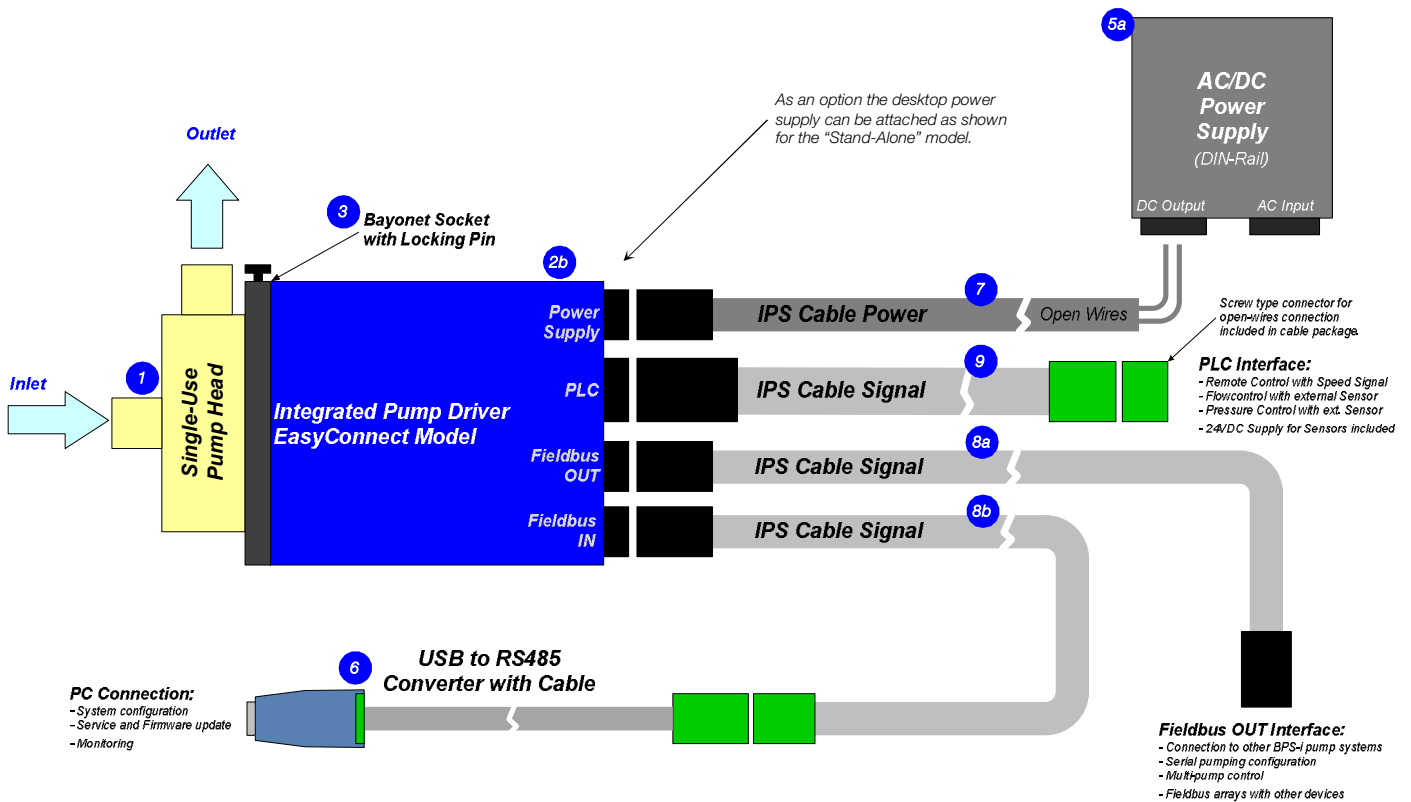 5a
AC/DC
Power
Supply
(DIN-Rail)
DC Output
AC Input
As an option the desktop power
supply can be attached as shown
for the “Stand-Alone” model.
Outlet
3
Bayonet Socket
with Locking Pin
2b
Inlet
1
Single-Use
Pump Head
Integrated Pump Driver
EasyConnect Model
Power
Supply
PLC
Fieldbus
OUT
Fieldbus
IN
7
IPS Cable Power
Open Wires
9
IPS Cable Signal
8a
IPS Cable Signal
8b
IPS Cable Signal
Screw type connector for
open-wires connection
included in cable package.
PLC Interface:
- Remote Control with Speed Signal
- Flowcontrol with external Sensor
- Pressure Control with ext. Sensor
- 24VDC Supply for Sensors included
6
USB to RS485
Converter with Cable
PC Connection:
- System configuration
- Service and Firmware update
- Monitoring
Fieldbus OUT Interface:
- Connection to other BPS-i pump systems
- Serial pumping configuration
- Multi-pump control
- Fieldbus arrays with other devices